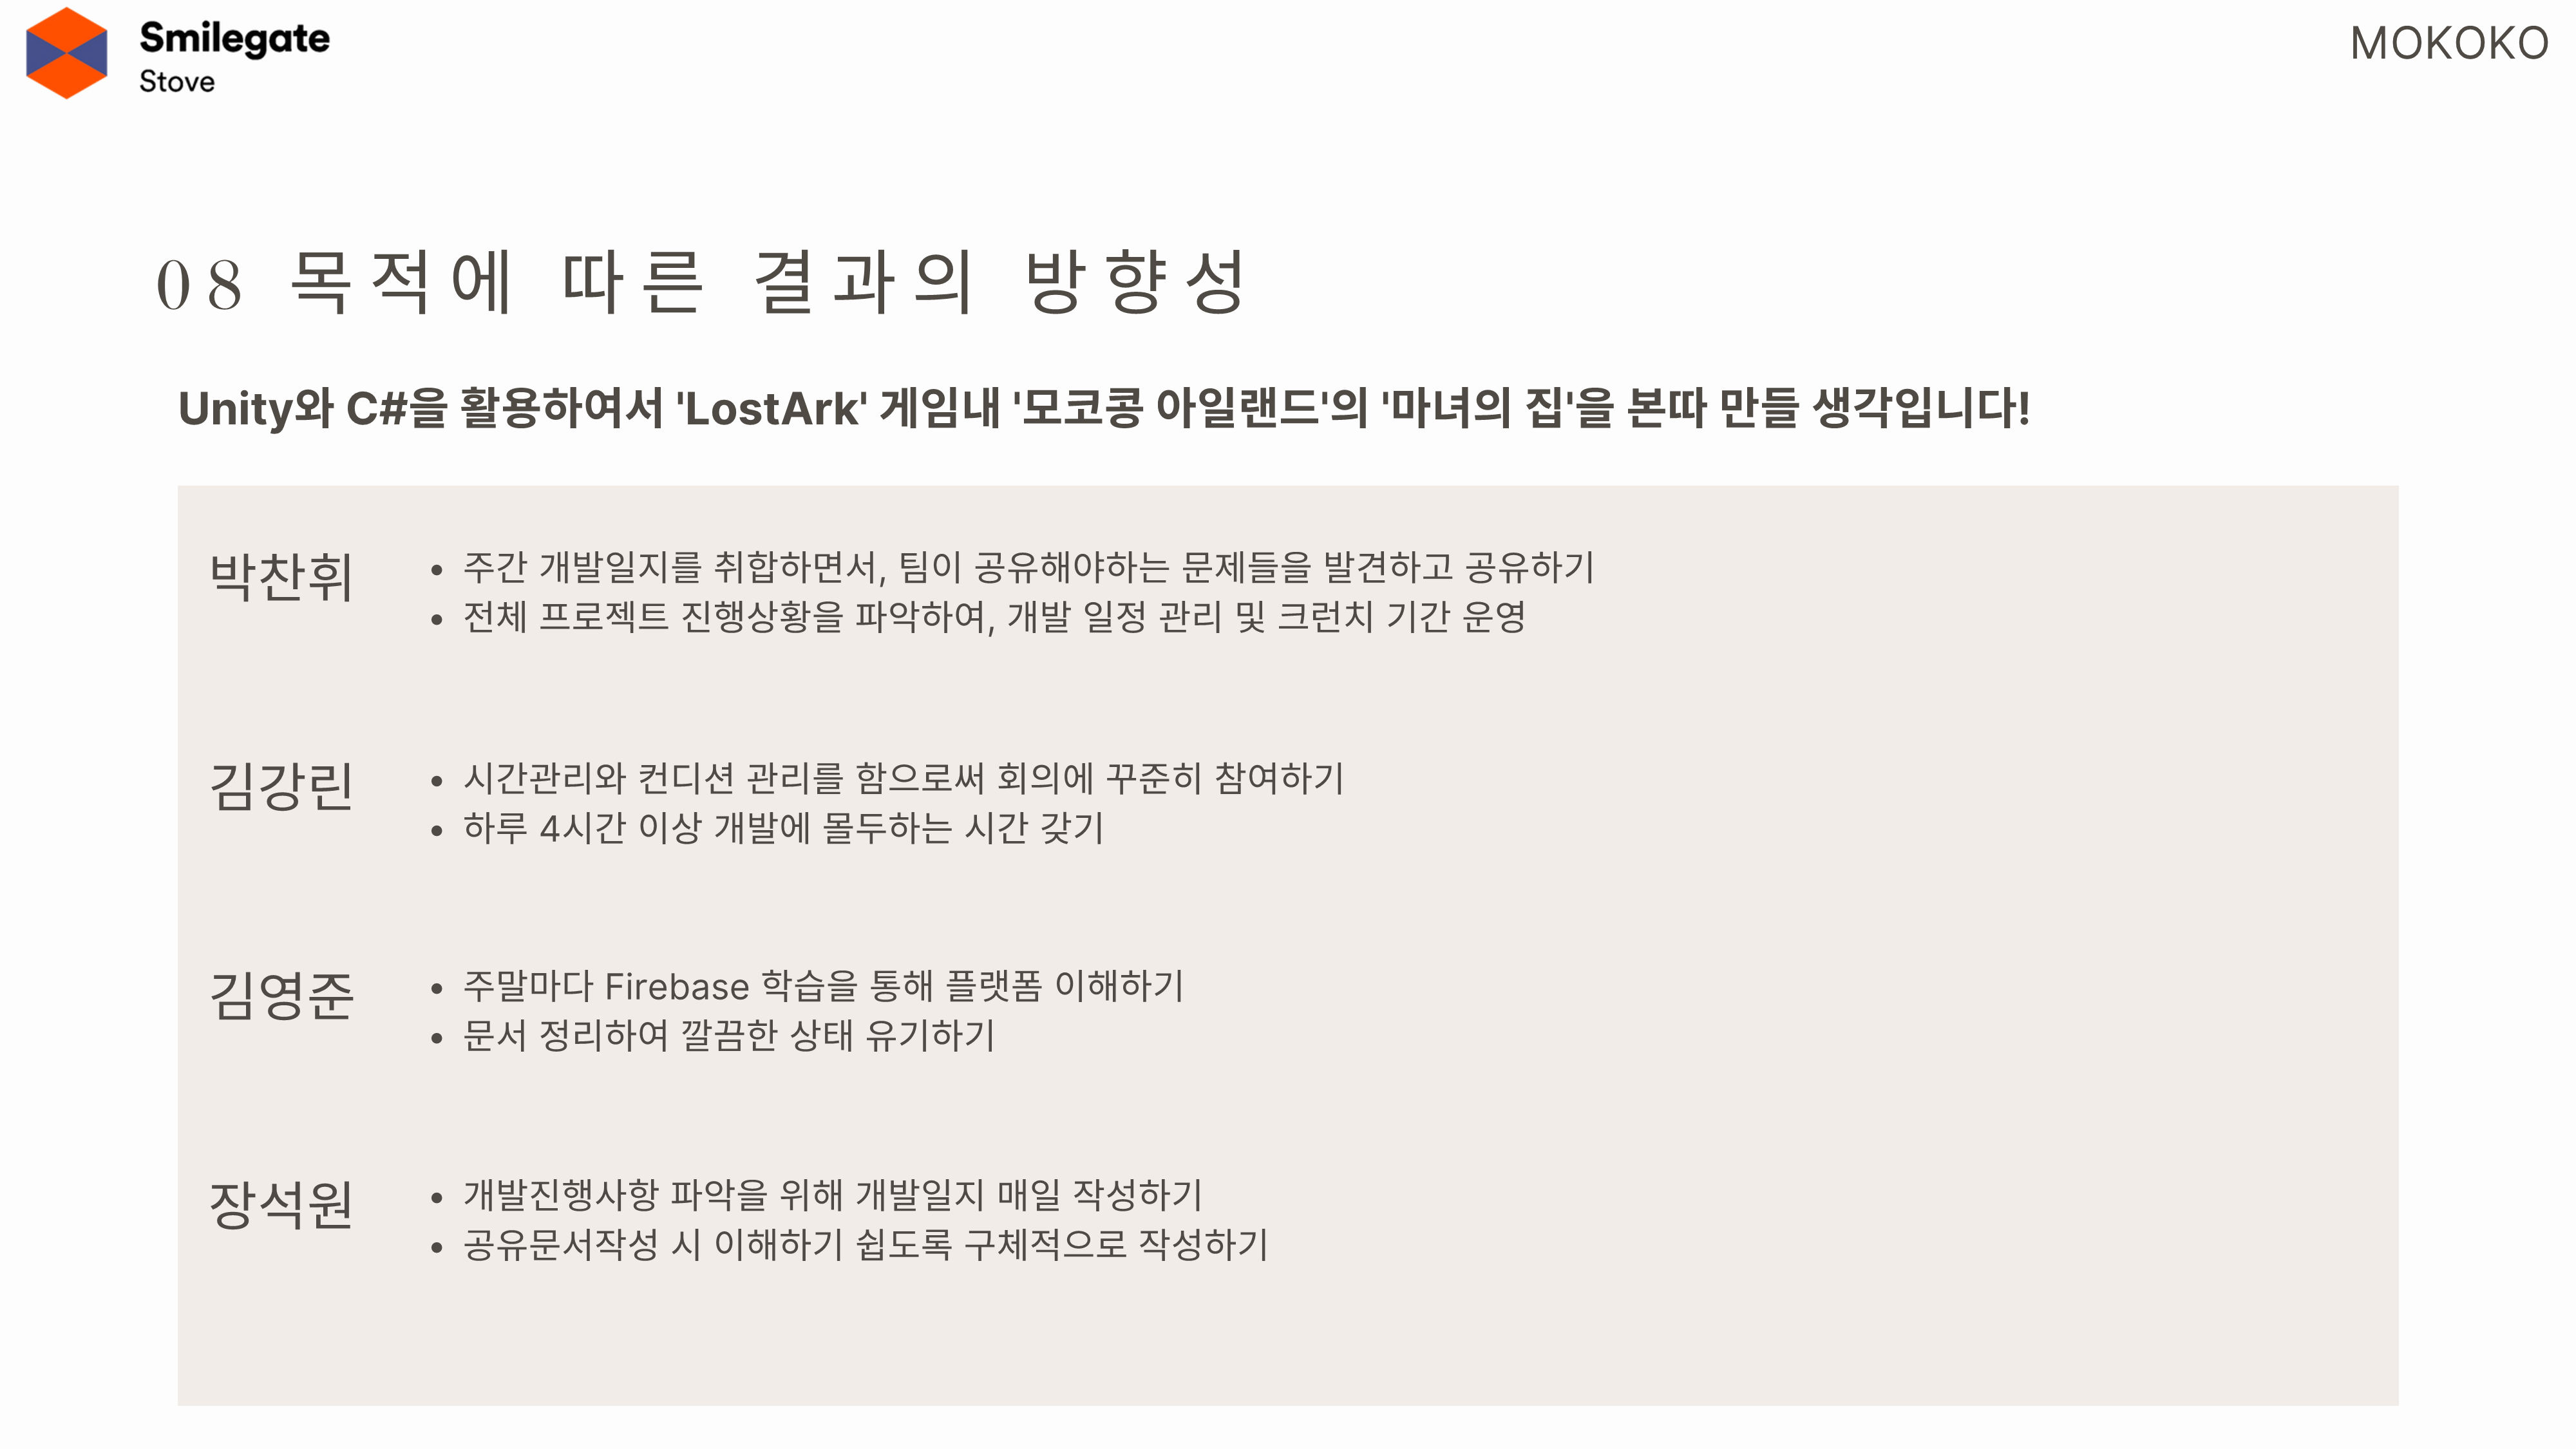 Smilegate
Stove
MOKOKO
08 목적에 따른 결과의 방향성
Unity와 C#을 활용하여서 'LostArk' 게임내 '모코콩 아일랜드'의 '마녀의 집'을 본따 만들 생각입니다!
박찬휘
• 주간 개발일지를 취합하면서, 팀이 공유해야하는 문제들을 발견하고 공유하기
• 전체 프로젝트 진행상황을 파악하여, 개발 일정 관리 및 크런치 기간 운영
김강린
• 시간관리와 컨디션 관리를 함으로써 회의에 꾸준히 참여하기
• 하루 4시간 이상 개발에 몰두하는 시간 갖기
김영준
• 주말마다 Firebase 학습을 통해 플랫폼 이해하기
• 문서 정리하여 깔끔한 상태 유기하기
장석원
• 개발진행사항 파악을 위해 개발일지 매일 작성하기
• 공유문서작성 시 이해하기 쉽도록 구체적으로 작성하기